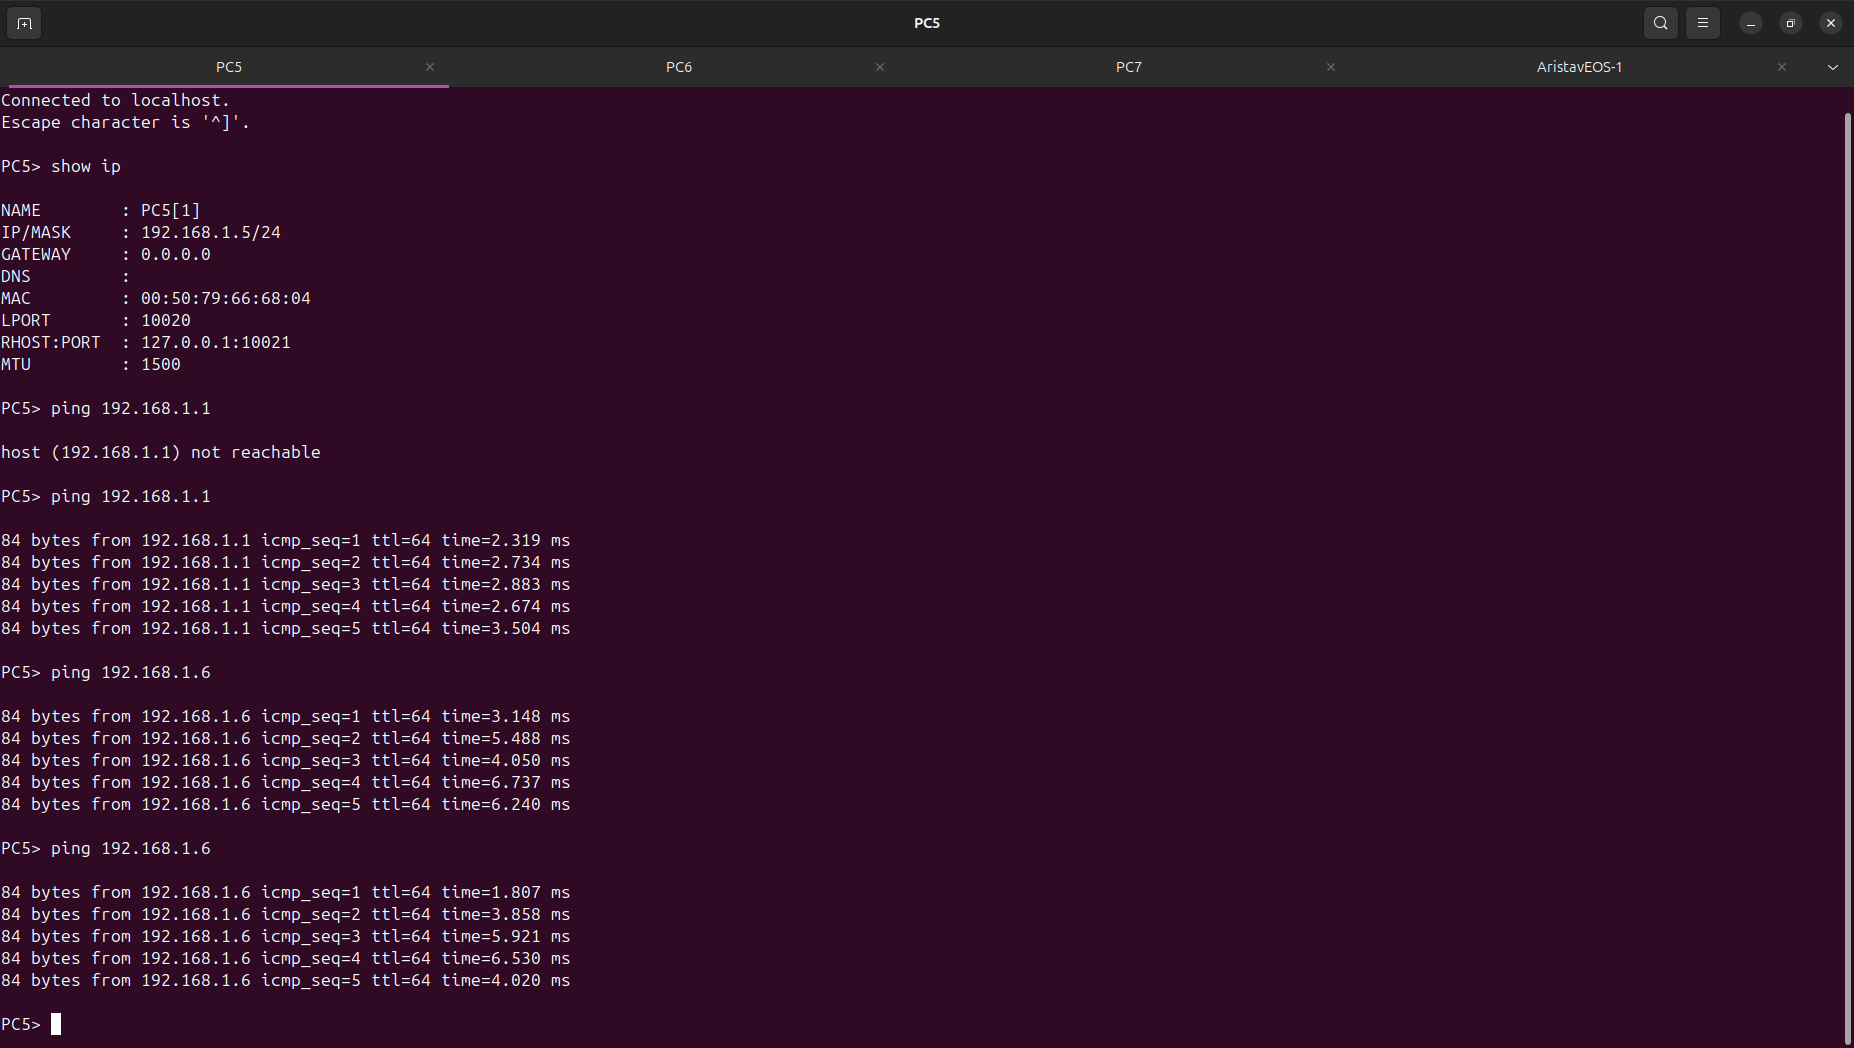 PC5
PC5 PC6 PC7 AristavEOS-1
Connected to localhost.
Escape character is '^]'.
PC5> show ip
NAME        : PC5[1]
IP/MASK     : 192.168.1.5/24
GATEWAY     : 0.0.0.0
DNS         :
MAC         : 00:50:79:66:68:04
LPORT       : 10020
RHOST:PORT  : 127.0.0.1:10021
MTU         : 1500
PC5> ping 192.168.1.1
host (192.168.1.1) not reachable
PC5> ping 192.168.1.1
84 bytes from 192.168.1.1 icmp_seq=1 ttl=64 time=2.319 ms
84 bytes from 192.168.1.1 icmp_seq=2 ttl=64 time=2.734 ms
84 bytes from 192.168.1.1 icmp_seq=3 ttl=64 time=2.883 ms
84 bytes from 192.168.1.1 icmp_seq=4 ttl=64 time=2.674 ms
84 bytes from 192.168.1.1 icmp_seq=5 ttl=64 time=3.504 ms
PC5> ping 192.168.1.6
84 bytes from 192.168.1.6 icmp_seq=1 ttl=64 time=3.148 ms
84 bytes from 192.168.1.6 icmp_seq=2 ttl=64 time=5.488 ms
84 bytes from 192.168.1.6 icmp_seq=3 ttl=64 time=4.050 ms
84 bytes from 192.168.1.6 icmp_seq=4 ttl=64 time=6.737 ms
84 bytes from 192.168.1.6 icmp_seq=5 ttl=64 time=6.240 ms
PC5> ping 192.168.1.6
84 bytes from 192.168.1.6 icmp_seq=1 ttl=64 time=1.807 ms
84 bytes from 192.168.1.6 icmp_seq=2 ttl=64 time=3.858 ms
84 bytes from 192.168.1.6 icmp_seq=3 ttl=64 time=5.921 ms
84 bytes from 192.168.1.6 icmp_seq=4 ttl=64 time=6.530 ms
84 bytes from 192.168.1.6 icmp_seq=5 ttl=64 time=4.020 ms
PC5>